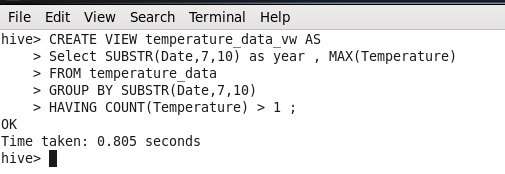 File Edit View Search Terminal Help
hive> CREATE VIEW temperature_data_vw AS
    > Select SUBSTR(Date,7,10) as year , MAX(Temperature)
    > FROM temperature_data
    > GROUP BY SUBSTR(Date,7,10)
    > HAVING COUNT(Temperature) > 1 ;
OK
Time taken: 0.805 seconds
hive>